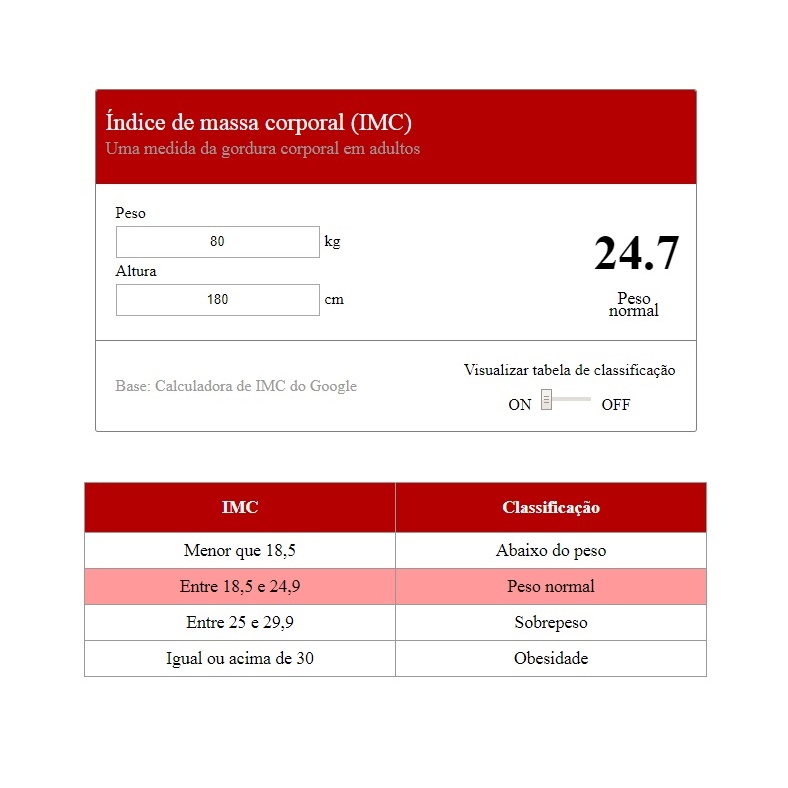 Índice de massa corporal (IMC)
Uma medida da gordura corporal em adultos
Peso
80 kg
Altura
180 cm
24.7
Peso
normal
Base: Calculadora de IMC do Google
Visualizar tabela de classificação
ON OFF
IMC Classificação
Menor que 18,5 Abaixo do peso
Entre 18,5 e 24,9 Peso normal
Entre 25 e 29,9 Sobrepeso
Igual ou acima de 30 Obesidade